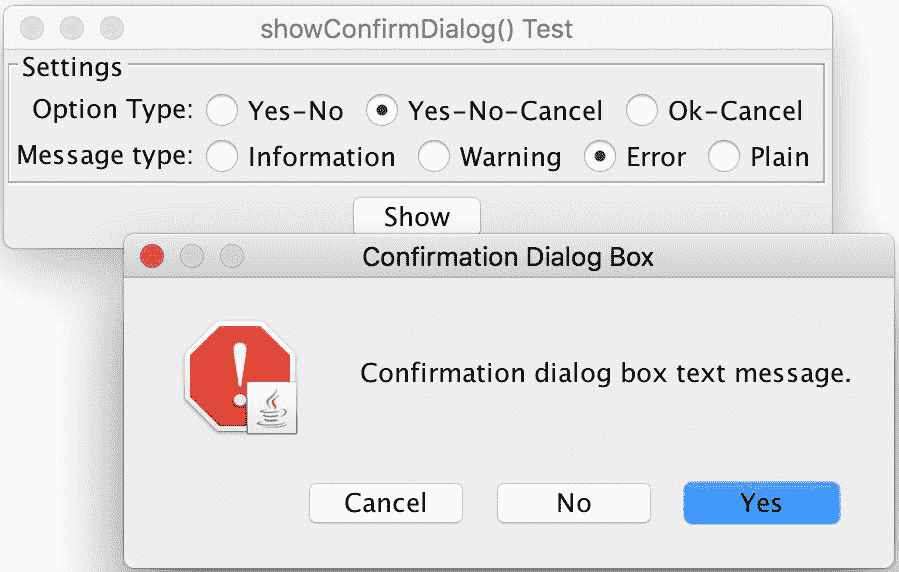 showConfirmDialog() Test
Settings
Option Type: Yes-No Yes-No-Cancel Ok-Cancel
Message type: Information Warning Error Plain
Show
Confirmation Dialog Box
Confirmation dialog box text message.
Cancel No Yes